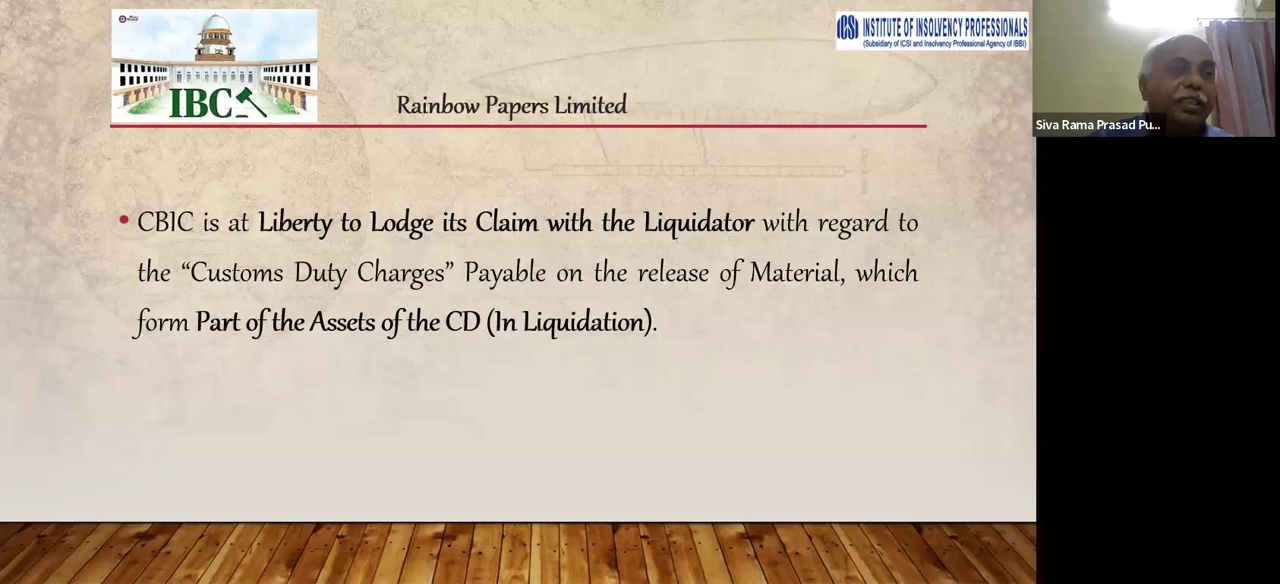 IBC
ICSI INSTITUTE OF INSOLVENCY PROFESSIONALS
(Subsidiary of ICSI and Insolvency Professional Agency of IBBI)
Rainbow Papers Limited
Siva Rama Prasad Pu...
• CBIC is at Liberty to Lodge its Claim with the Liquidator with regard to
the “Customs Duty Charges” Payable on the release of Material, which
form Part of the Assets of the CD (In Liquidation).